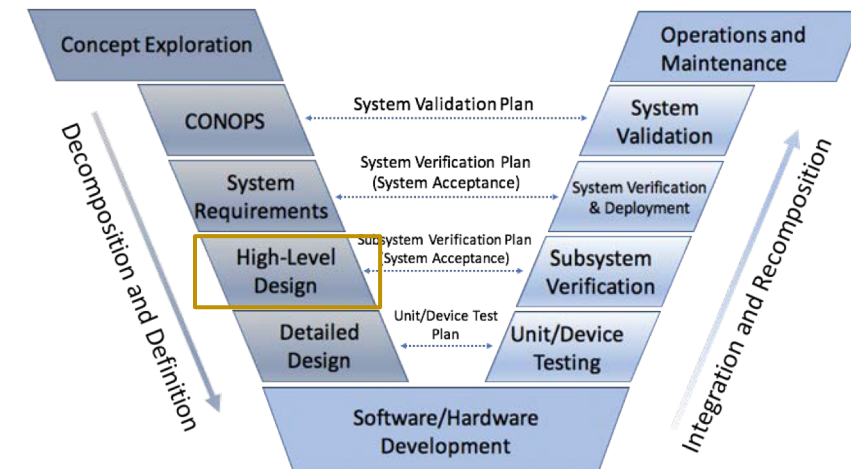 Concept Exploration
Operations and
Maintenance
CONOPS
System Validation Plan
System
Validation
System
Requirements
System Verification Plan
(System Acceptance)
System Verification
& Deployment
High-Level
Design
Subsystem Verification Plan
(System Acceptance)
Subsystem
Verification
Detailed
Design
Unit/Device Test
Plan
Unit/Device
Testing
Software/Hardware
Development
Decomposition and Definition
Integration and Recomposition